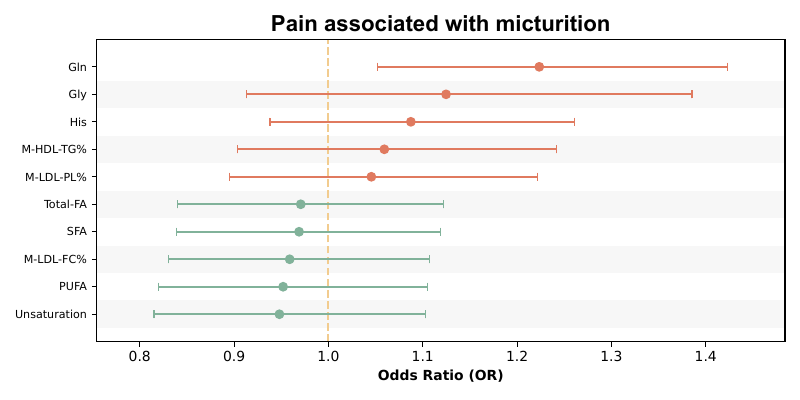 Pain associated with micturition
Gln
Gly
His
M-HDL-TG%
M-LDL-PL%
Total-FA
SFA
M-LDL-FC%
PUFA
Unsaturation
0.8 0.9 1.0 1.1 1.2 1.3 1.4
Odds Ratio (OR)